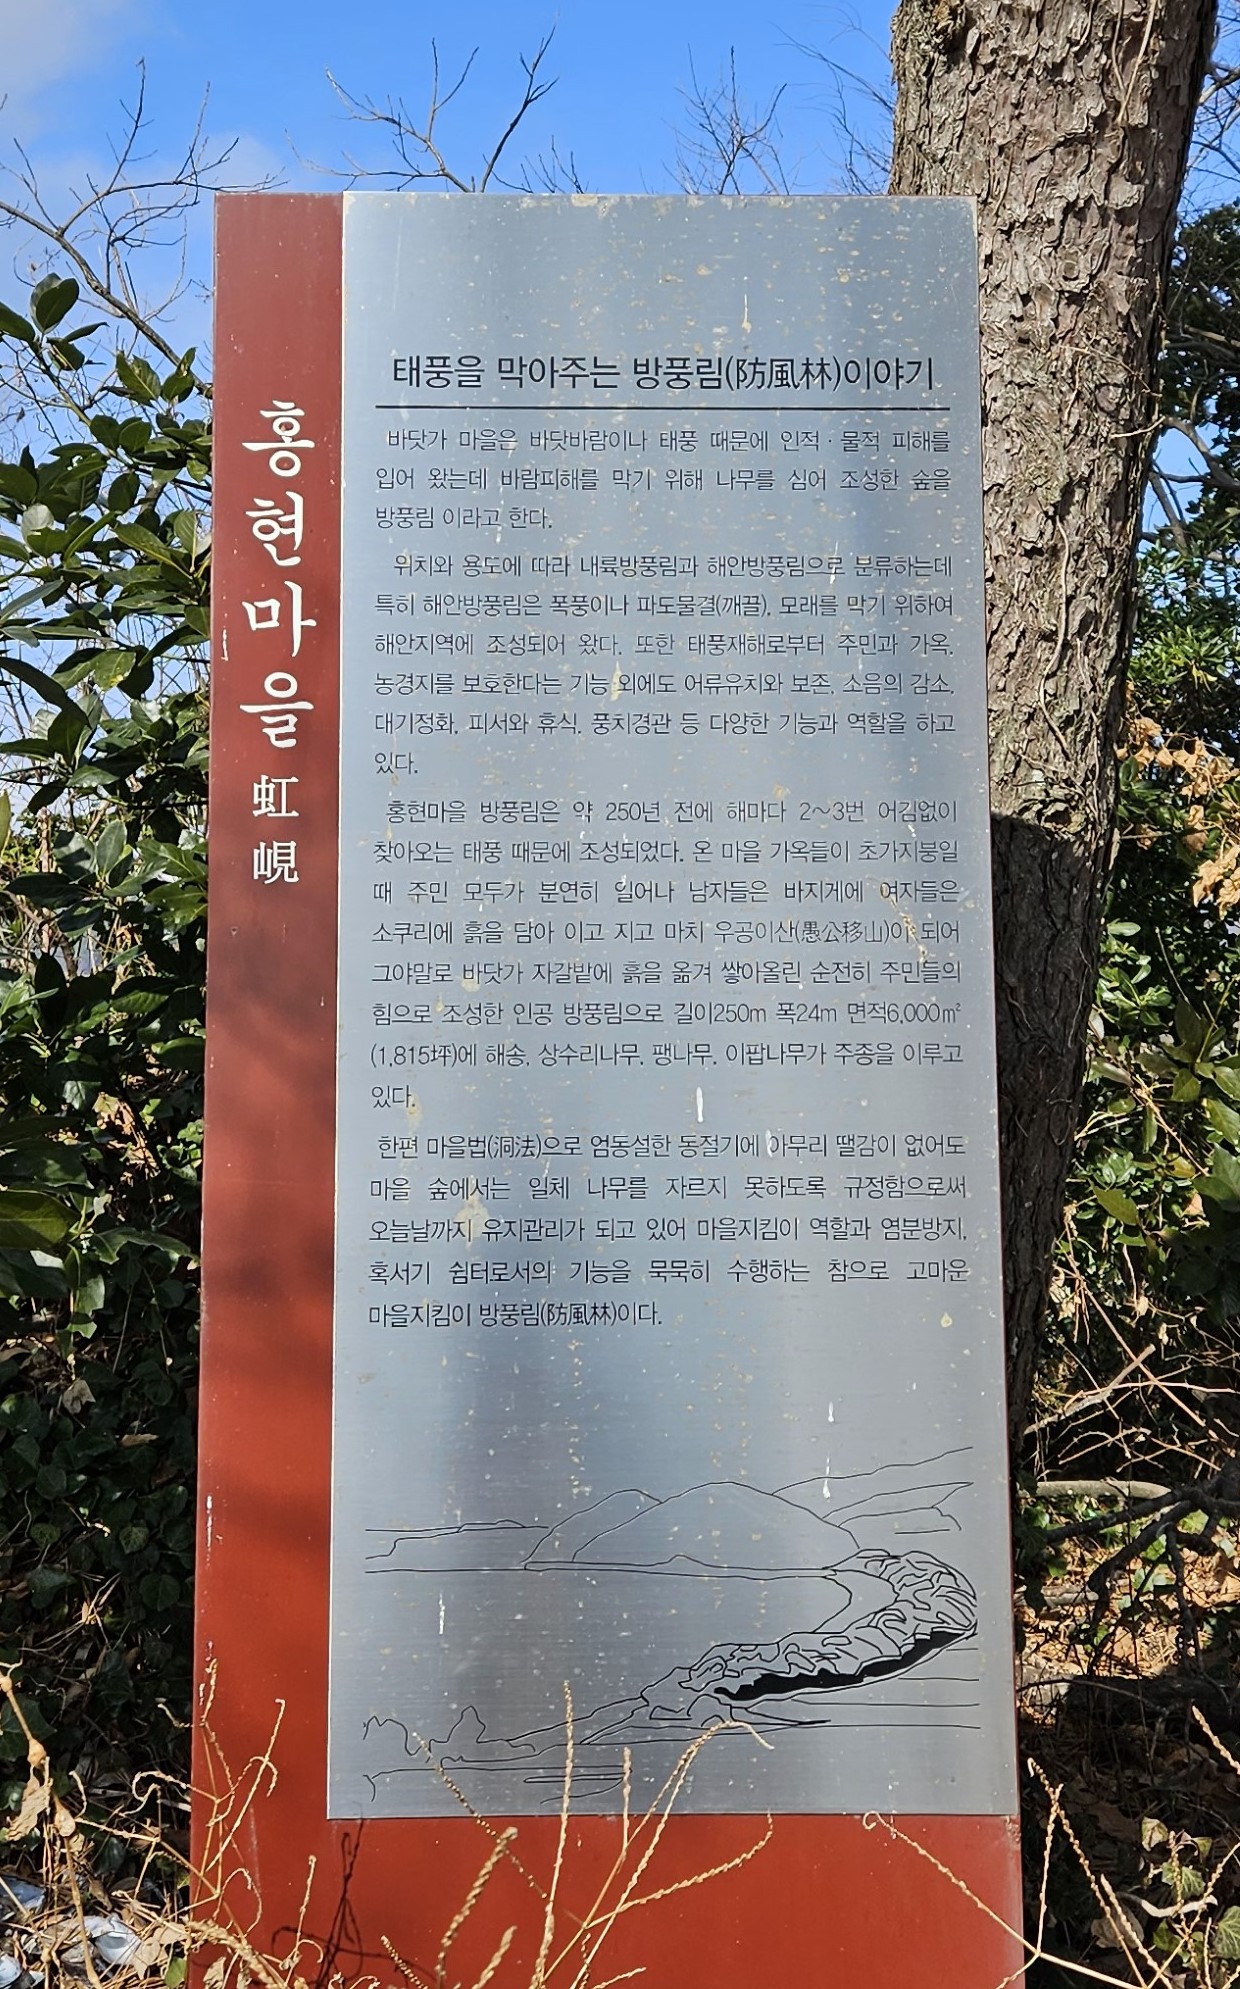 홍현마을 虹峴
태풍을 막아주는 방풍림(防風林)이야기
바닷가 마을은 바닷바람이나 태풍 때문에 인적·물적 피해를
입어 왔는데 바람피해를 막기 위해 나무를 심어 조성한 숲을
방풍림 이라고 한다.
위치와 용도에 따라 내륙방풍림과 해안방풍림으로 분류하는데
특히 해안방풍림은 폭풍이나 파도물결(깨끌), 모래를 막기 위하여
해안지역에 조성되어 왔다. 또한 태풍재해로부터 주민과 가옥,
농경지를 보호한다는 기능 외에도 어류유치와 보존, 소음의 감소,
대기정화, 피서와 휴식, 풍치경관 등 다양한 기능과 역할을 하고
있다.
홍현마을 방풍림은 약 250년 전에 해마다 2~3번 어김없이
찾아오는 태풍 때문에 조성되었다. 온 마을 가옥들이 초가지붕일
때 주민 모두가 분연히 일어나 남자들은 바지게에 여자들은
소쿠리에 흙을 담아 이고 지고 마치 우공이산(愚公移山)이 되어
그야말로 바닷가 자갈밭에 흙을 옮겨 쌓아올린 순전히 주민들의
힘으로 조성한 인공 방풍림으로 길이250m 폭24m 면적6,000㎡
(1,815坪)에 해송, 상수리나무, 팽나무, 이팝나무가 주종을 이루고
있다.
한편 마을법(洞法)으로 엄동설한 동절기에 아무리 땔감이 없어도
마을 숲에서는 일체 나무를 자르지 못하도록 규정함으로써
오늘날까지 유지관리가 되고 있어 마을지킴이 역할과 염분방지,
혹서기 쉼터로서의 기능을 묵묵히 수행하는 참으로 고마운
마을지킴이 방풍림(防風林)이다.